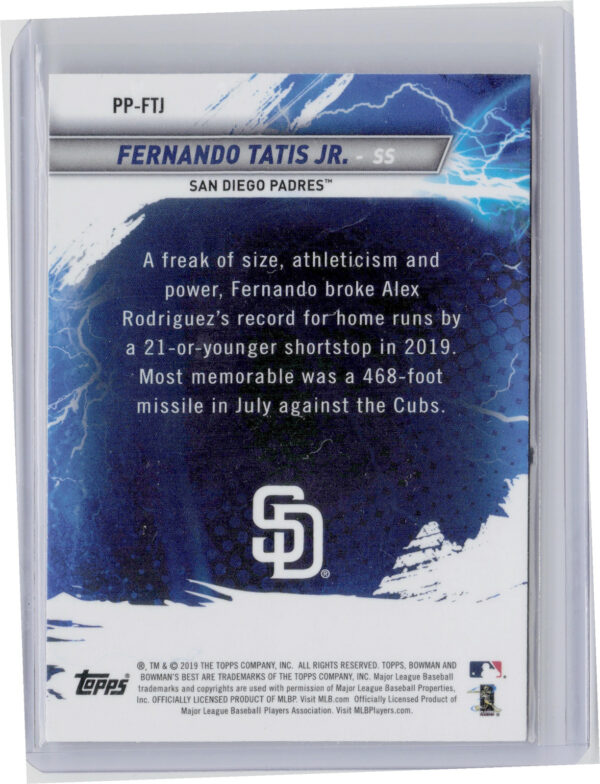 PP-FTJ
FERNANDO TATIS JR. - SS
SAN DIEGO PADRES™
A freak of size, athleticism and
power, Fernando broke Alex
Rodriguez's record for home runs by
a 21-or-younger shortstop in 2019.
Most memorable was a 468-foot
missile in July against the Cubs.
SD®
®, TM & © 2019 THE TOPPS COMPANY, INC. ALL RIGHTS RESERVED. TOPPS, BOWMAN AND
BOWMAN'S BEST ARE TRADEMARKS OF THE TOPPS COMPANY, INC. Major League Baseball
trademarks and copyrights are used with permission of Major League Baseball Properties,
Inc. OFFICIALLY LICENSED PRODUCT OF MLBP. Visit MLB.com Officially Licensed Product of
Major League Baseball Players Association. Visit MLBPlayers.com.
Topps®